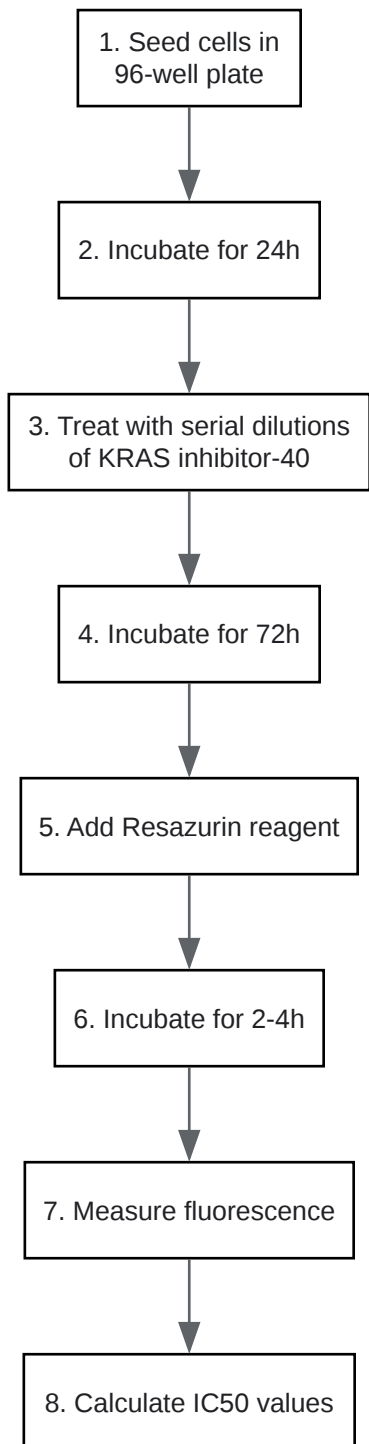 1. Seed cells in
96-well plate
2. Incubate for 24h
3. Treat with serial dilutions
of KRAS inhibitor-40
4. Incubate for 72h
5. Add Resazurin reagent
6. Incubate for 2-4h
7. Measure fluorescence
8. Calculate IC50 values